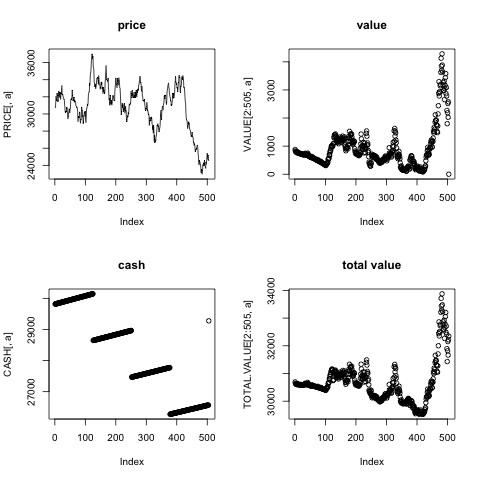 price
PRICE[, a]
24000
30000
36000
0 100 200 300 400 500
Index
value
VALUE[2:505, a]
0
1000
3000
0 100 200 300 400 500
Index
cash
CASH[, a]
27000
29000
0 100 200 300 400 500
Index
total value
TOTAL.VALUE[2:505, a]
30000
32000
34000
0 100 200 300 400 500
Index